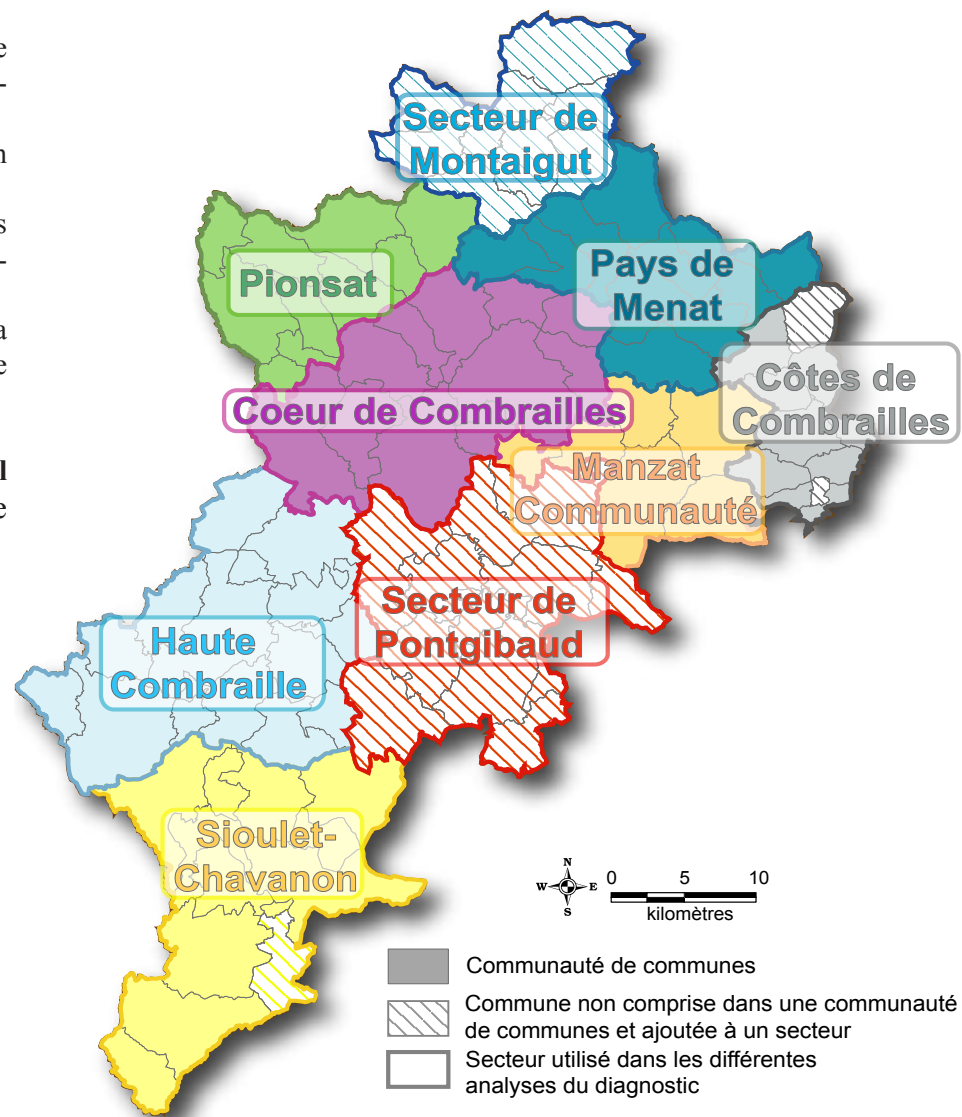 e
-
n
s
-
a
e
l
e
Secteur de
Montaigut
Pionsat
Pays de
Menat
Côtes de
Combrailles
Coeur de Combrailles
Manzat
Communauté
Secteur de
Pontgibaud
Haute
Combraille
Sioulet-
Chavanon
N
W E
S
0 5 10
kilomètres
Communauté de communes
Commune non comprise dans une communauté
de communes et ajoutée à un secteur
Secteur utilisé dans les différentes
analyses du diagnostic